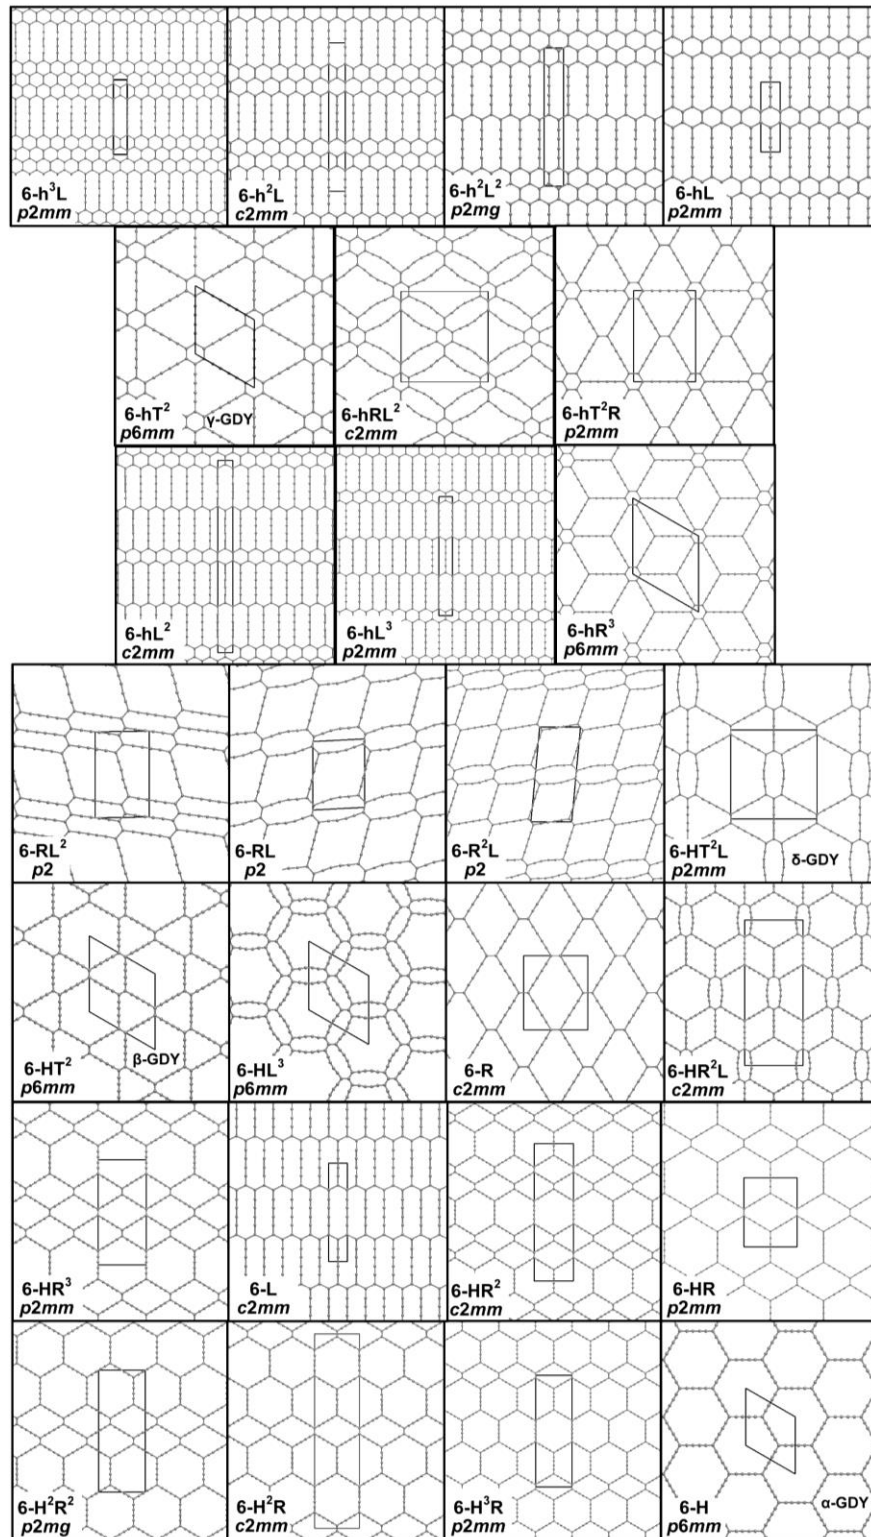 6-h³L
p2mm
6-h²L
c2mm
6-h²L²
p2mg
6-hL
p2mm
6-hT²
p6mm
γ-GDY
6-hRL²
c2mm
6-hT²R
p2mm
6-hL²
c2mm
6-hL³
p2mm
6-hR³
p6mm
6-RL²
p2
6-RL
p2
6-R²L
p2
6-HT²L
p2mm
δ-GDY
6-HT²
p6mm
β-GDY
6-HL³
p6mm
6-R
c2mm
6-HR²L
c2mm
6-HR³
p2mm
6-L
c2mm
6-HR²
c2mm
6-HR
p2mm
6-H²R²
p2mg
6-H²R
c2mm
6-H³R
p2mm
6-H
p6mm
α-GDY